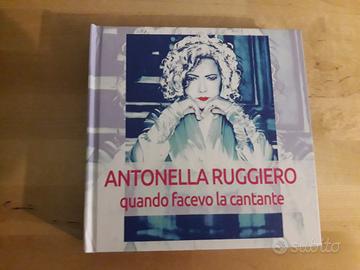 ANTONELLA RUGGIERO
quando facevo la cantante
subito